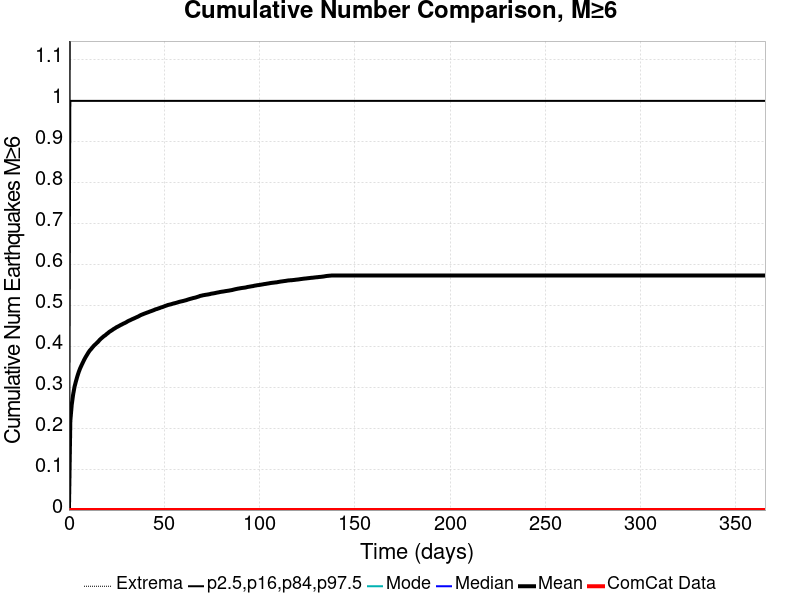 Cumulative Number Comparison, M≥6
Cumulative Num Earthquakes M≥6
1.1
1
0.9
0.8
0.7
0.6
0.5
0.4
0.3
0.2
0.1
0
0 50 100 150 200 250 300 350
Time (days)
Extrema p2.5,p16,p84,p97.5 Mode Median Mean ComCat Data